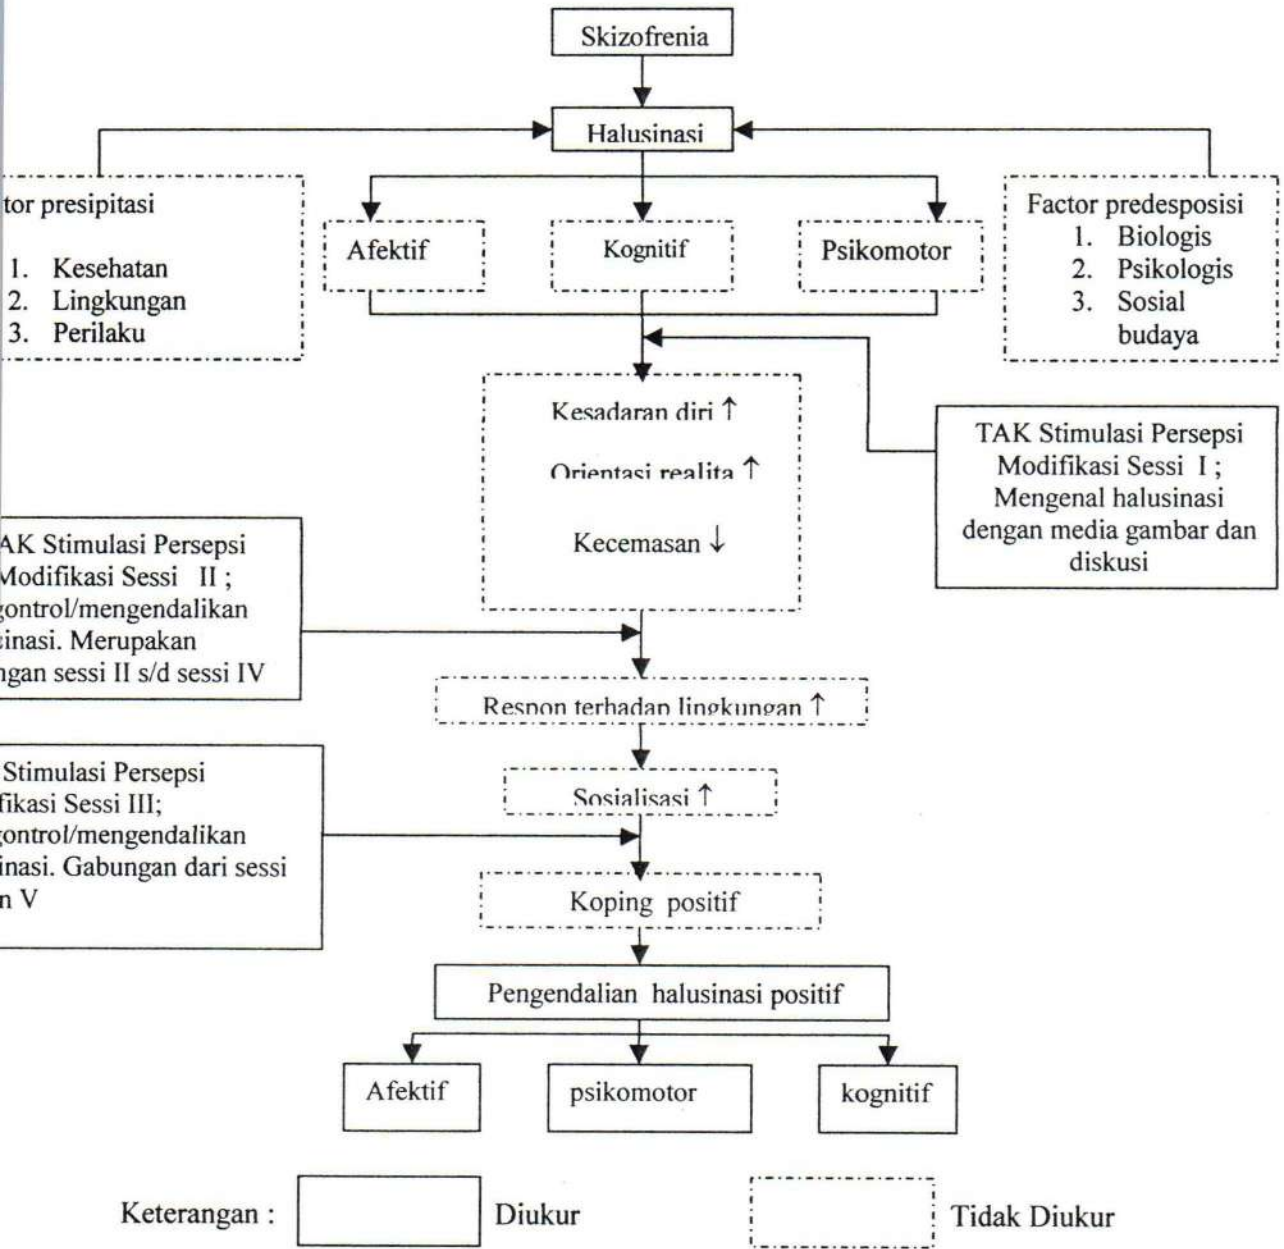 Skizofrenia
Halusinasi
tor presipitasi
1. Kesehatan
2. Lingkungan
3. Perilaku
Afektif
Kognitif
Psikomotor
Factor predesposisi
1. Biologis
2. Psikologis
3. Sosial
budaya
Kesadaran diri ↑
Orientasi realita ↑
Kecemasan ↓
TAK Stimulasi Persepsi
Modifikasi Sessi I ;
Mengenal halusinasi
dengan media gambar dan
diskusi
AK Stimulasi Persepsi
Modifikasi Sessi II ;
gontrol/mengendalikan
inasi. Merupakan
ngan sessi II s/d sessi IV
Respon terhadan lingkungan ↑
Stimulasi Persepsi
fikasi Sessi III;
gontrol/mengendalikan
inasi. Gabungan dari sessi
n V
Sosialisasi ↑
Koping positif
Pengendalian halusinasi positif
Afektif
psikomotor
kognitif
Keterangan :
Diukur
Tidak Diukur